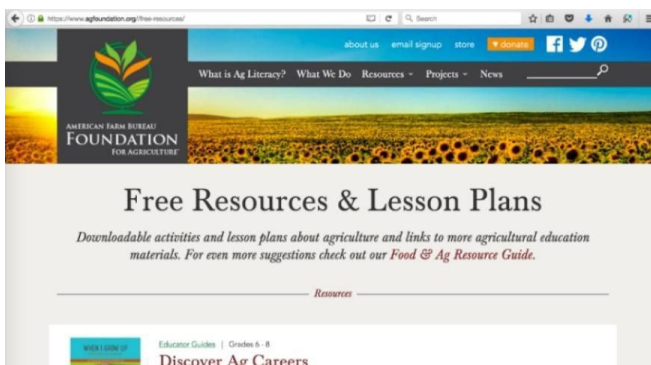 https://www.agfoundation.org/free-resources/
Search
about us email signup store donate
What is Ag Literacy? What We Do Resources Projects News
AMERICAN FARM BUREAU
FOUNDATION
FOR AGRICULTURE
Free Resources & Lesson Plans
Downloadable activities and lesson plans about agriculture and links to more agricultural education
materials. For even more suggestions check out our Food & Ag Resource Guide.
Resources
WHEN I GROW UP
Educator Guides | Grades 6 - 8
Discover Ag Careers